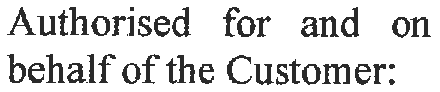 Authorised for and on
behalf of the Customer: